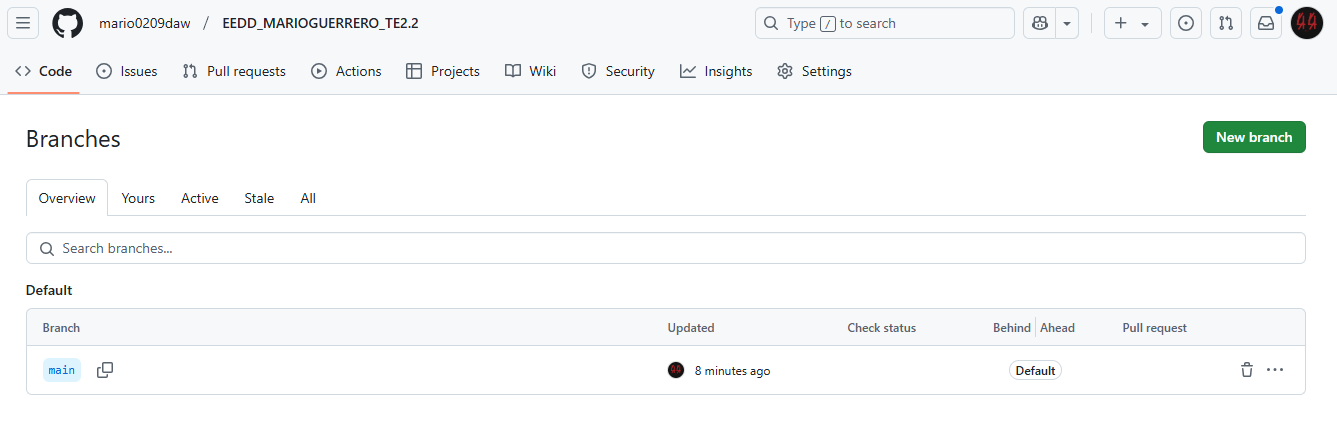 mario0209daw / EEDD_MARIOGUERRERO_TE2.2
Type / to search
Code Issues Pull requests Actions Projects Wiki Security Insights Settings
Branches
New branch
Overview Yours Active Stale All
Search branches...
Default
Branch Updated Check status Behind Ahead Pull request
main 8 minutes ago Default